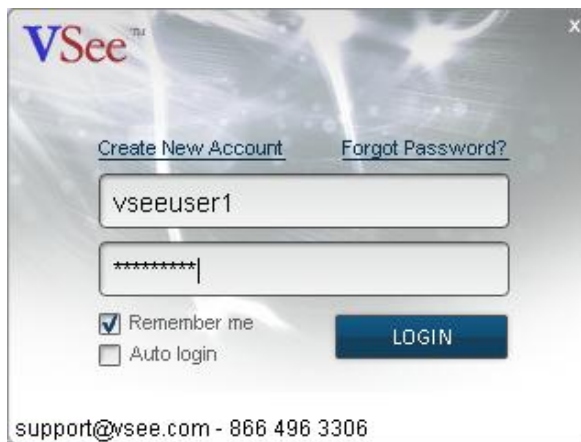 VSee™
x
Create New Account Forgot Password?
vseeuser1
*********
Remember me
LOGIN
Auto login
support@vsee.com - 866 496 3306